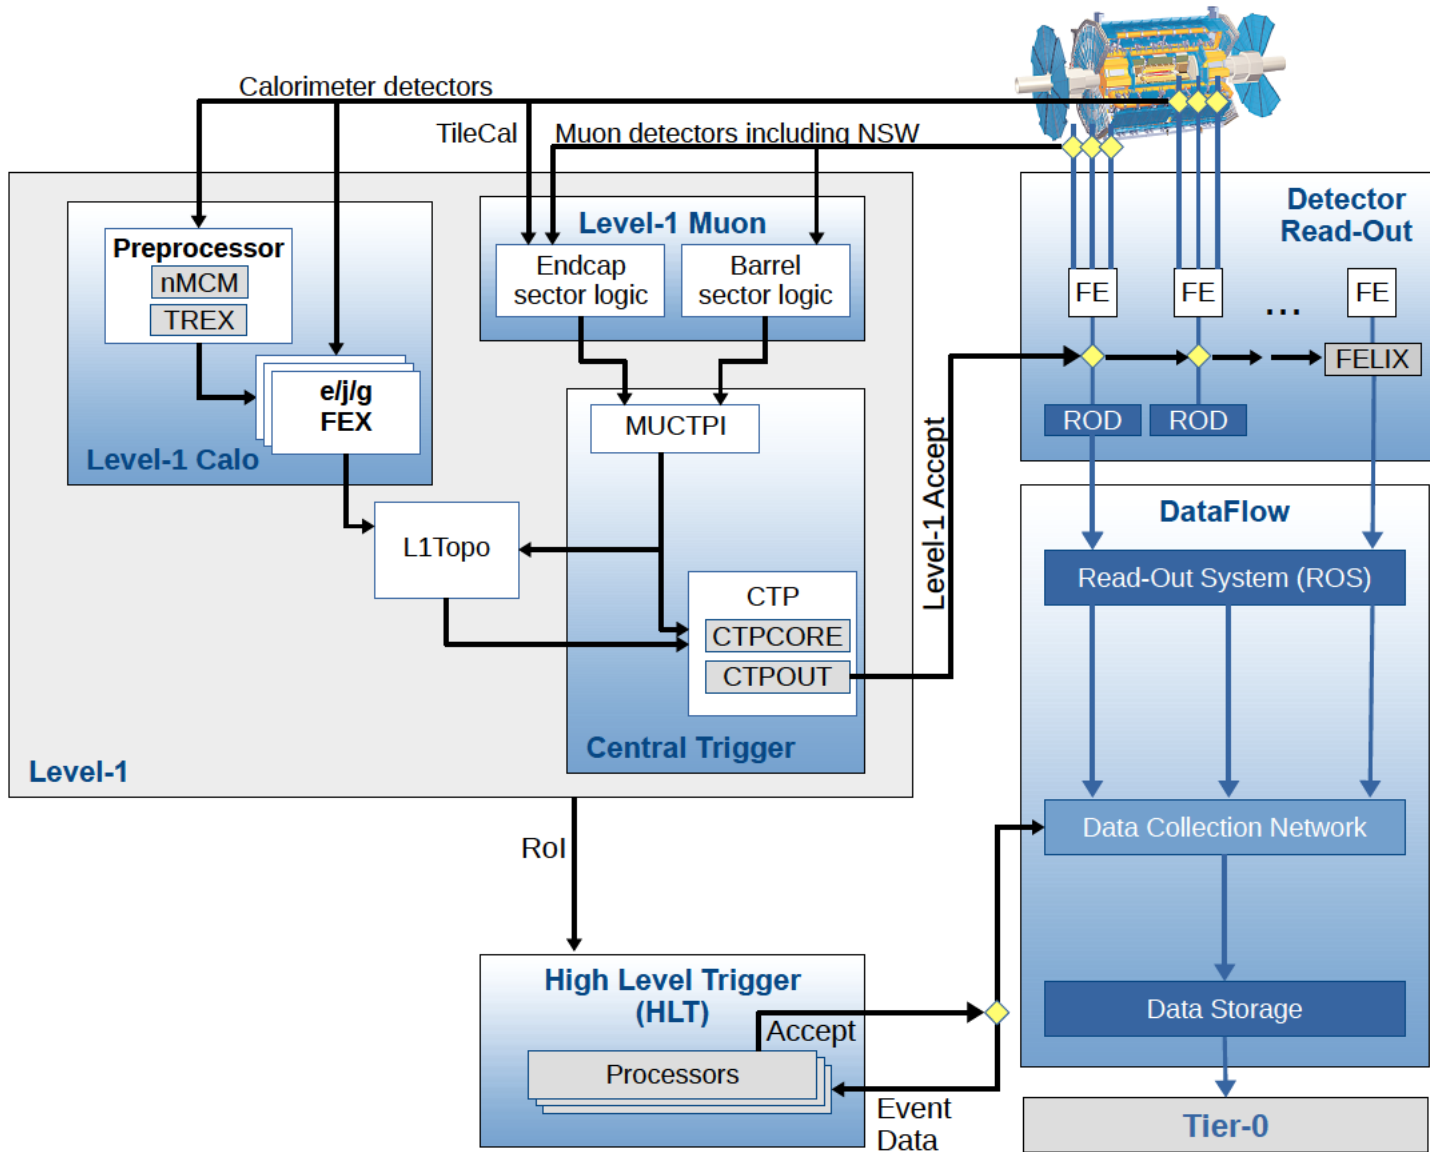 Calorimeter detectors
TileCal
Muon detectors including NSW
Level-1 Muon
Preprocessor
nMCM
TREX
Endcap
sector logic
Barrel
sector logic
e/j/g
FEX
Level-1 Calo
MUCTPI
L1Topo
CTP
CTPCORE
CTPOUT
Central Trigger
Level-1
Level-1 Accept
Detector
Read-Out
FE
FE
...
FE
FELIX
ROD
ROD
DataFlow
Read-Out System (ROS)
Data Collection Network
Data Storage
Tier-0
RoI
High Level Trigger
(HLT)
Accept
Processors
Event
Data